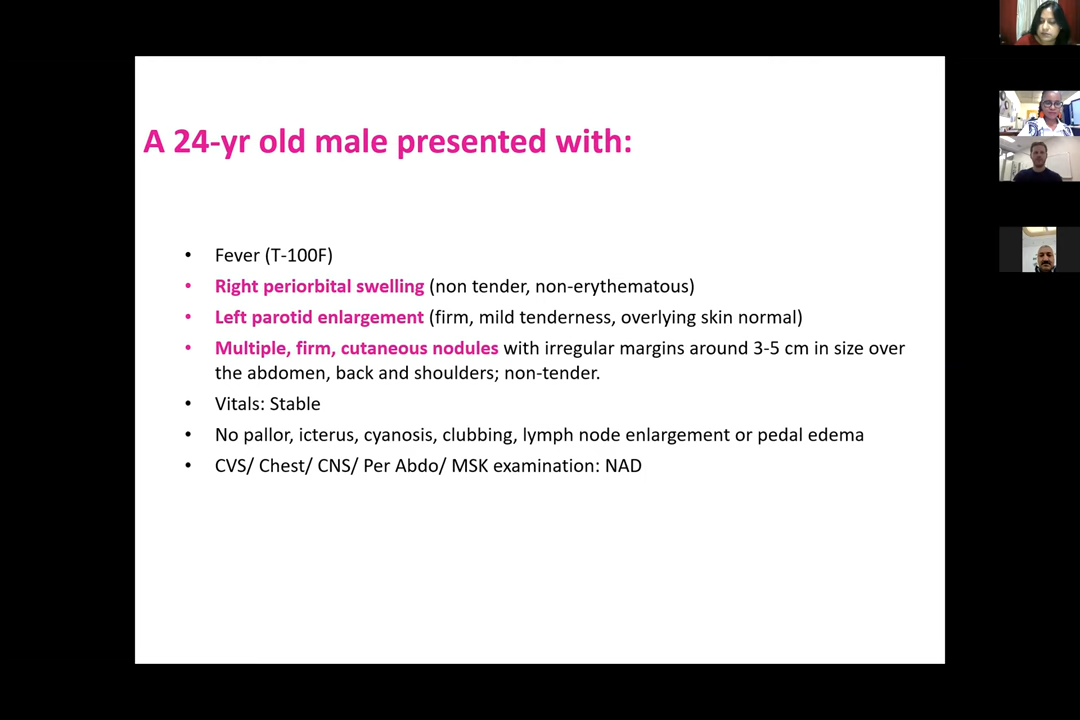 A 24-yr old male presented with:
• Fever (T-100F)
• Right periorbital swelling (non tender, non-erythematous)
• Left parotid enlargement (firm, mild tenderness, overlying skin normal)
• Multiple, firm, cutaneous nodules with irregular margins around 3-5 cm in size over
the abdomen, back and shoulders; non-tender.
• Vitals: Stable
• No pallor, icterus, cyanosis, clubbing, lymph node enlargement or pedal edema
• CVS/ Chest/ CNS/ Per Abdo/ MSK examination: NAD